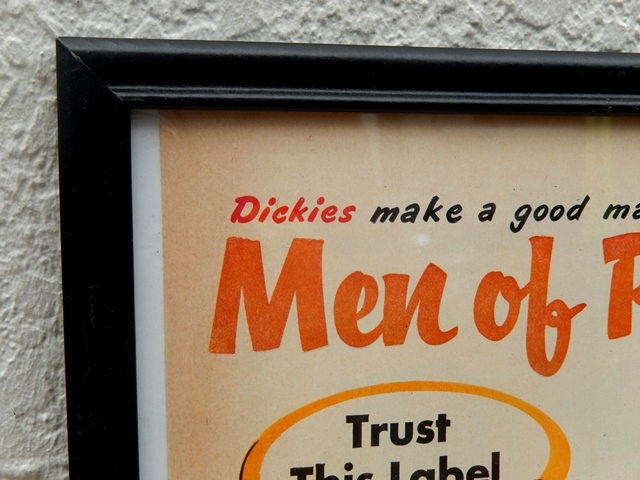 Dickies make a good
Men of
Trust
This Label